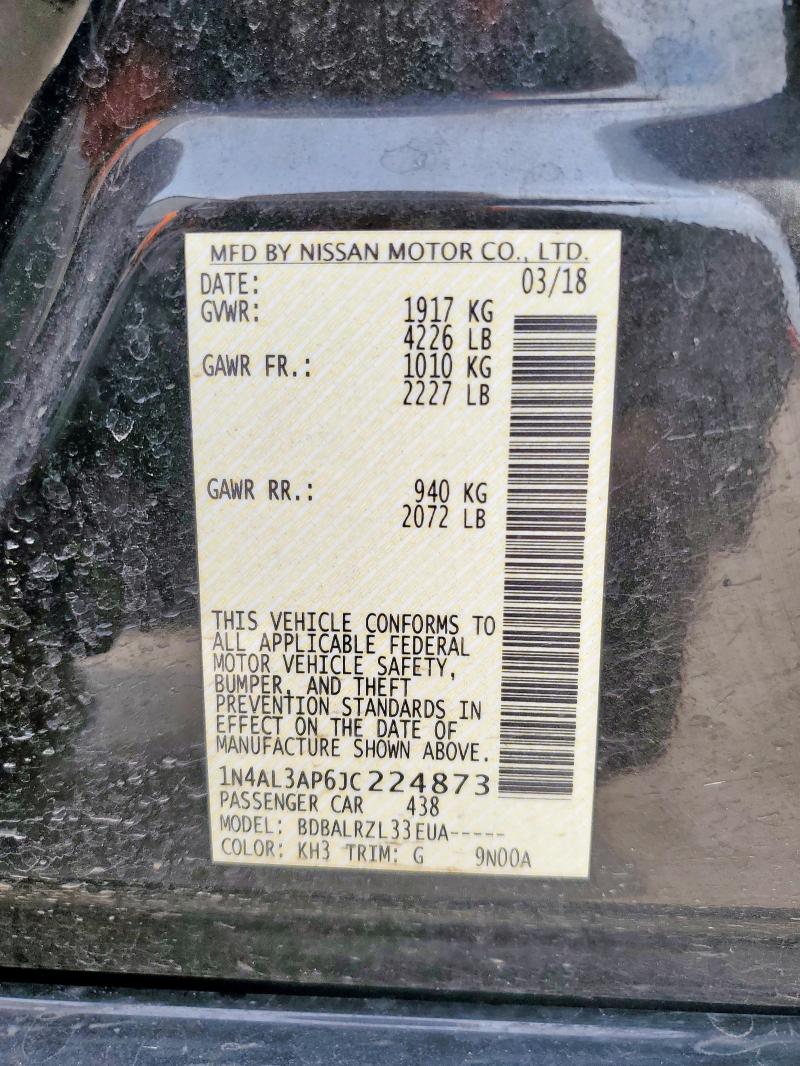 MFD BY NISSAN MOTOR CO., LTD.
DATE: 03/18
GVWR: 1917 KG
4226 LB
GAWR FR.: 1010 KG
2227 LB
GAWR RR.: 940 KG
2072 LB
THIS VEHICLE CONFORMS TO
ALL APPLICABLE FEDERAL
MOTOR VEHICLE SAFETY,
BUMPER, AND THEFT
PREVENTION STANDARDS IN
EFFECT ON THE DATE OF
MANUFACTURE SHOWN ABOVE.
1N4AL3AP6JC224873
PASSENGER CAR 438
MODEL: BDBALRZL33EUA-----
COLOR: KH3 TRIM: G 9N00A